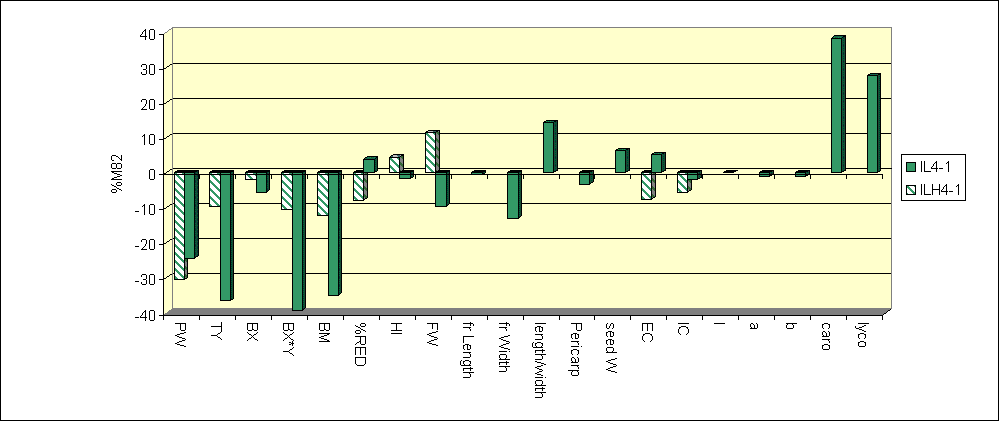 40
30
20
10
0
-10
-20
-30
-40
%M82
PW
TY
BX
BX*Y
BM
%RED
HI
FW
fr Length
fr Width
length/width
Pericarp
seed W
EC
IC
l
a
b
caro
lyco
IL4-1
ILH4-1